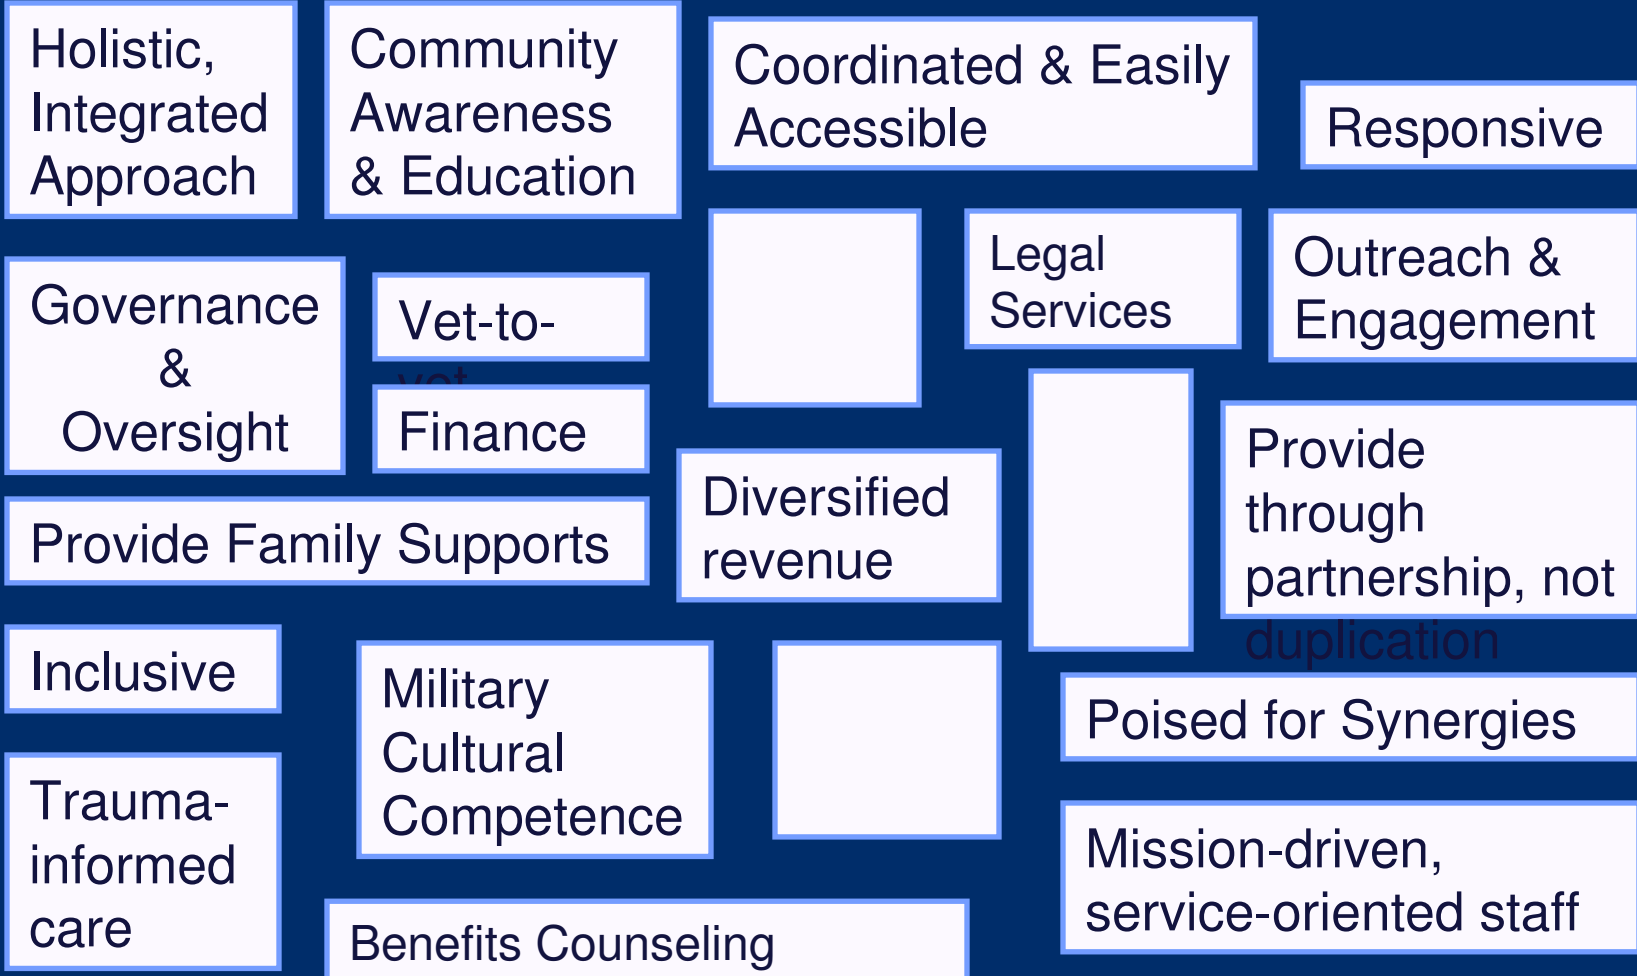 Holistic,
Integrated
Approach
Community
Awareness
& Education
Coordinated & Easily
Accessible
Responsive
Governance
&
Oversight
Vet-to-
vet
Finance
Legal
Services
Outreach &
Engagement
Provide Family Supports
Diversified
revenue
Provide
through
partnership, not
duplication
Inclusive
Military
Cultural
Competence
Poised for Synergies
Trauma-
informed
care
Mission-driven,
service-oriented staff
Benefits Counseling